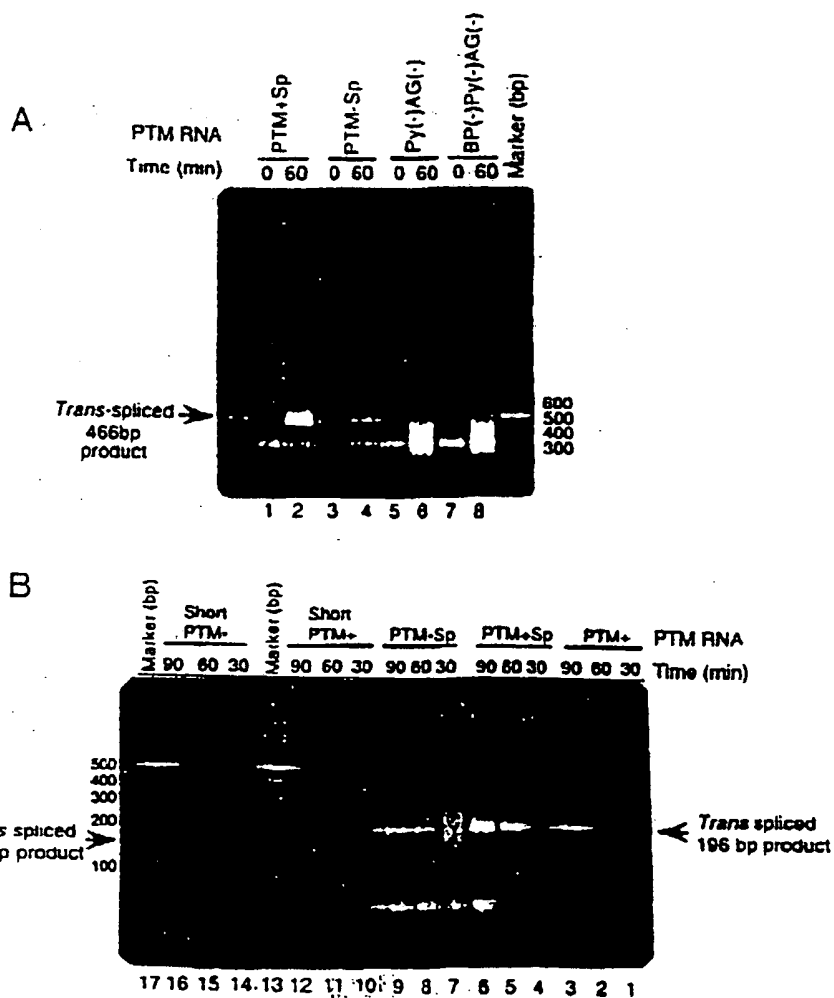 A
PTM RNA PTM+Sp PTM-Sp Py(-)AG(-) BP(-)Py(-)AG(-) Marker (bp)
Time (min) 0 60 0 60 0 60 0 60
Trans-spliced
466bp
product
600
500
400
300
1 2 3 4 5 6 7 8
B
Marker (bp) Short PTM- Marker (bp) Short PTM+ PTM-Sp PTM+Sp PTM+ PTM RNA
90 60 30 90 60 30 90 60 30 90 60 30 90 60 30 Time (min)
500
400
300
200
100
s spliced
p product
Trans spliced
196 bp product
17 16 15 14 13 12 11 10 9 8 7 6 5 4 3 2 1